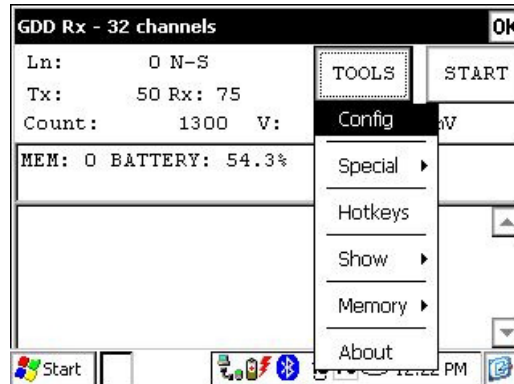 GDD Rx - 32 channels OK
Ln: 0 N-S
TOOLS START
Tx: 50 Rx: 75
Count: 1300 V: mV
Config
MEM: 0 BATTERY: 54.3%
Special
Hotkeys
Show
Memory
About
Start PM